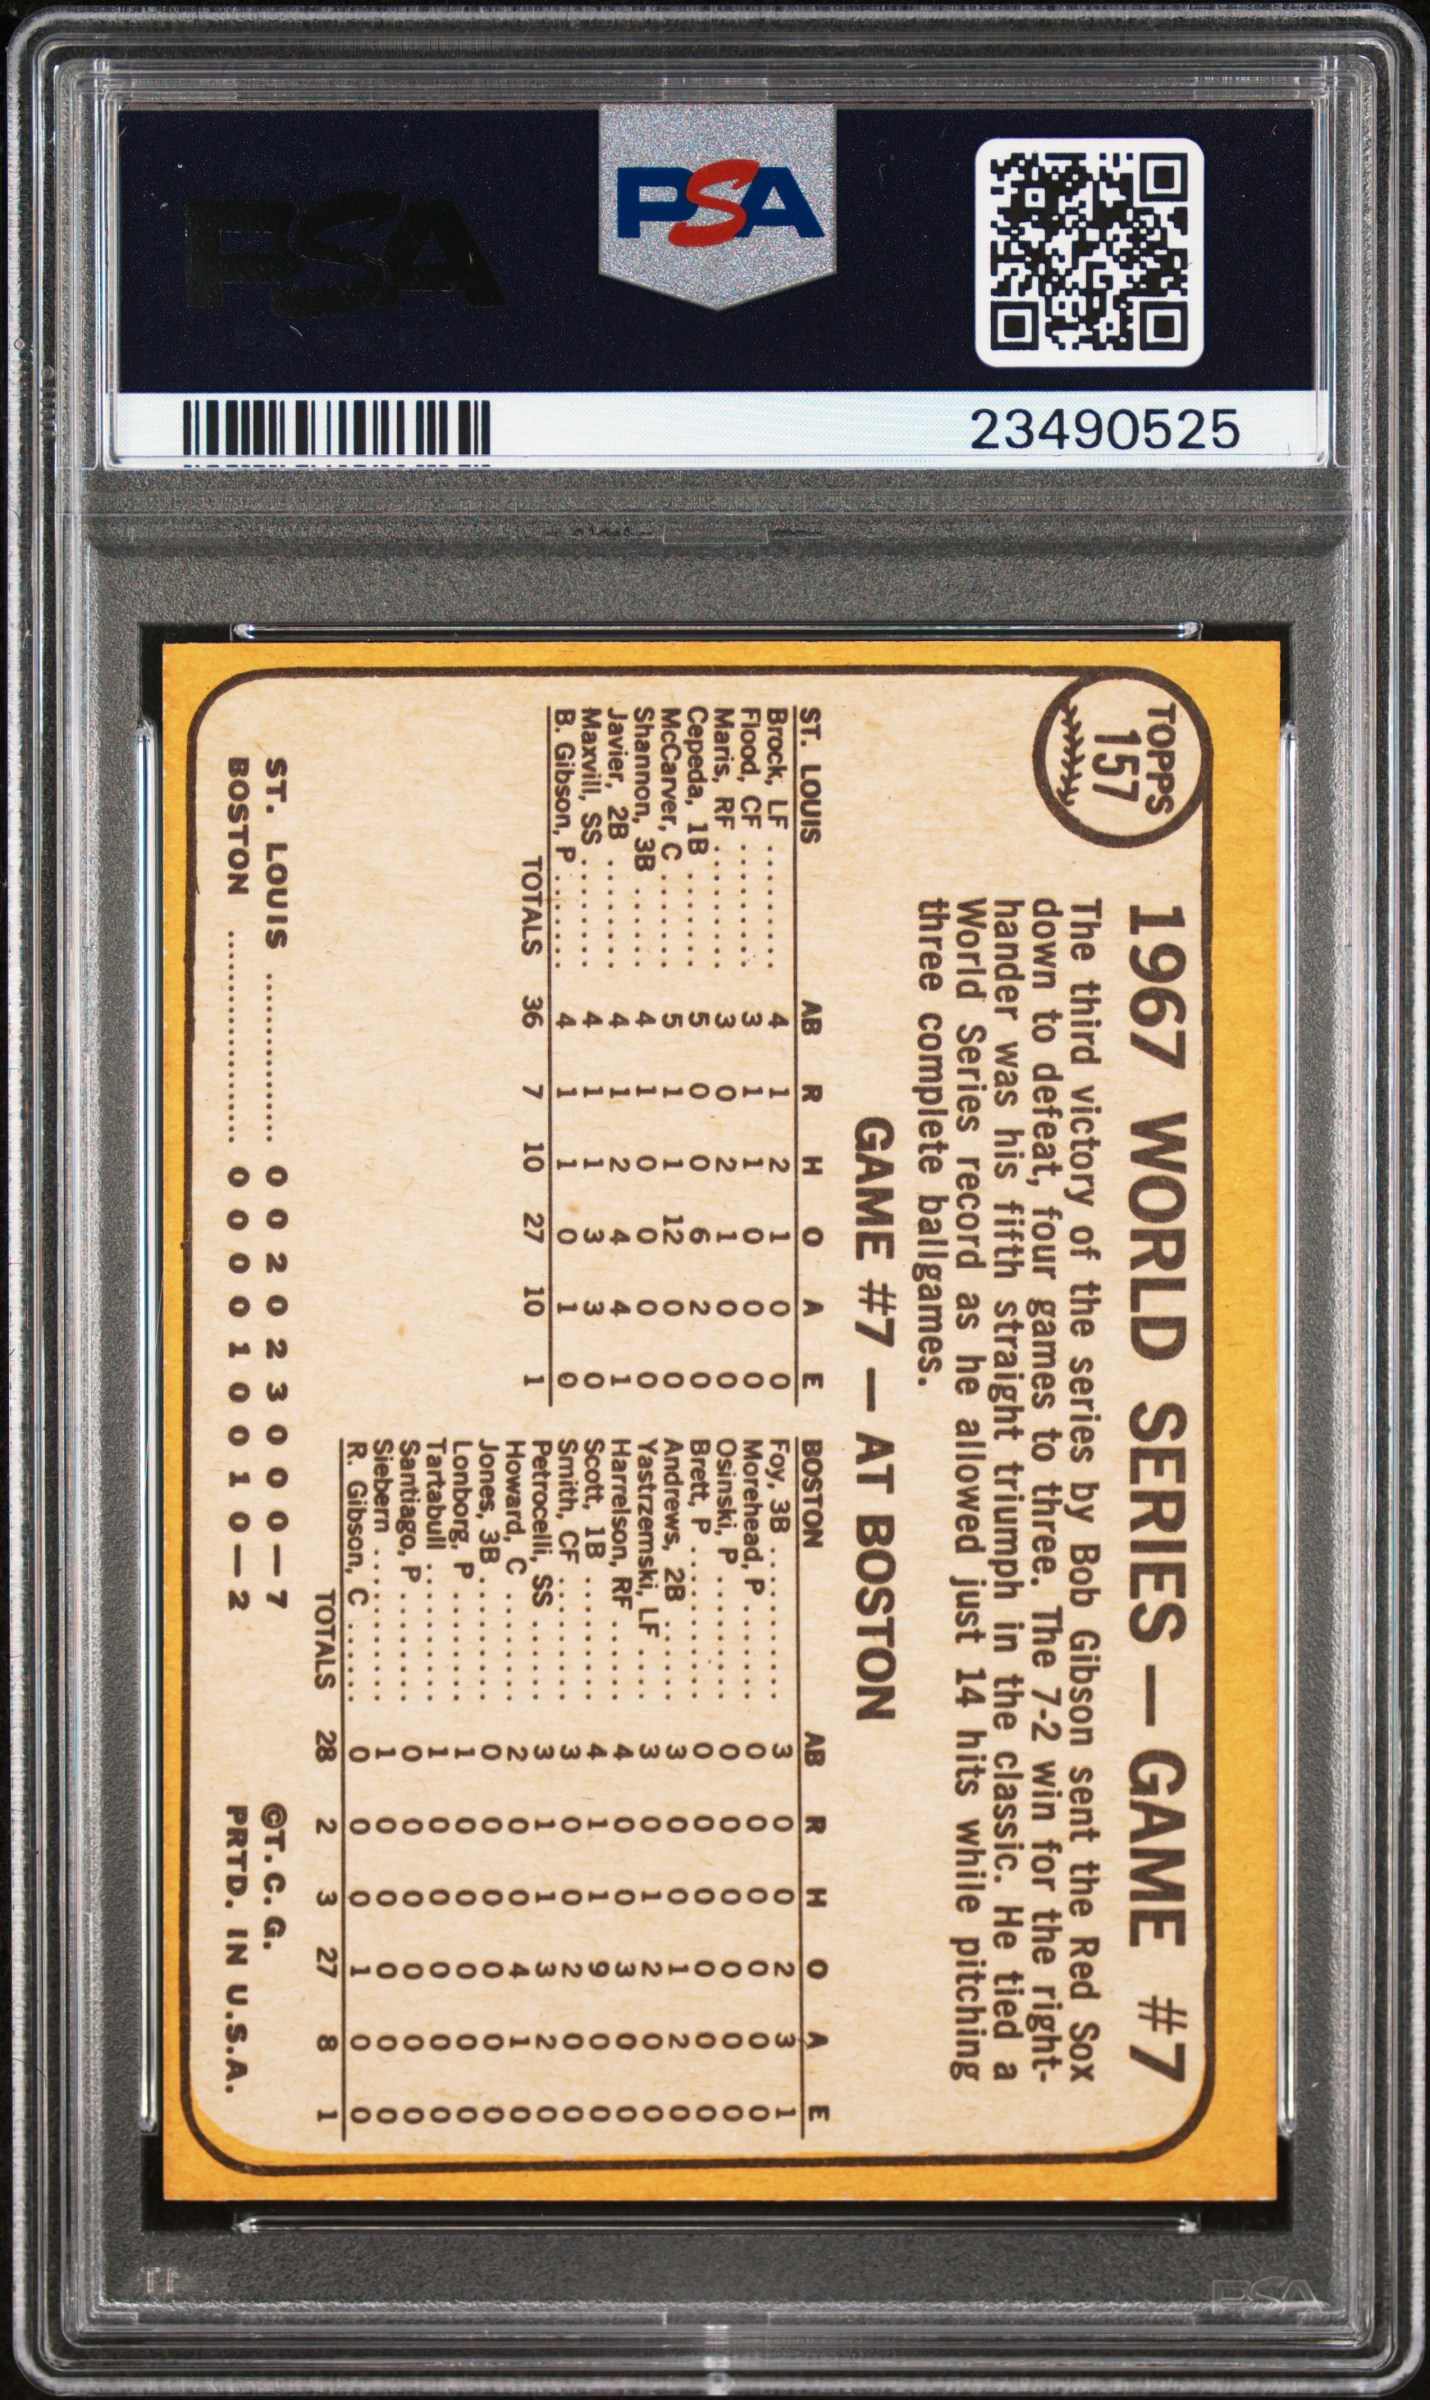 PSA
PSA
23490525
TOPPS
157
1967 WORLD SERIES — GAME #7
The third victory of the series by Bob Gibson sent the Red Sox
down to defeat, four games to three. The 7-2 win for the right-
hander was his fifth straight triumph in the classic. He tied a
World Series record as he allowed just 14 hits while pitching
three complete ballgames.
GAME #7 — AT BOSTON
ST. LOUIS AB R H O A E
Brock, LF ......... 4 1 2 1 0 0
Flood, CF ......... 3 1 1 0 0 0
Maris, RF ......... 3 0 2 1 0 0
Cepeda, 1B ....... 5 0 0 6 2 0
McCarver, C ...... 5 1 1 12 0 0
Shannon, 3B ...... 4 1 0 0 0 0
Javier, 2B ........ 4 1 2 4 4 1
Maxvill, SS ....... 4 1 1 3 3 0
B. Gibson, P ...... 4 1 1 0 1 0
TOTALS 36 7 10 27 10 1
BOSTON AB R H O A E
Foy, 3B ........... 3 0 0 2 3 1
Morehead, P ....... 0 0 0 0 0 0
Osinski, P ......... 0 0 0 0 0 0
Brett, P ........... 0 0 0 0 0 0
Andrews, 2B ...... 3 0 0 1 2 0
Yastrzemski, LF .... 3 0 1 2 0 0
Harrelson, RF ...... 4 0 0 3 0 0
Scott, 1B ......... 4 1 1 9 0 0
Smith, CF ......... 3 0 0 2 0 0
Petrocelli, SS ...... 3 1 1 3 2 0
Howard, C ........ 2 0 0 4 1 0
Jones, 3B ......... 0 0 0 0 0 0
Lonborg, P ........ 1 0 0 0 0 0
Tartabull .......... 1 0 0 0 0 0
Santiago, P ........ 0 0 0 0 0 0
Siebern ........... 1 0 0 0 0 0
R. Gibson, C ...... 0 0 0 1 0 0
TOTALS 28 2 3 27 8 1
ST. LOUIS .................. 0 0 2 0 2 3 0 0 0 — 7
BOSTON .................. 0 0 0 0 1 0 0 1 0 — 2
©T.C.G.
PRTD. IN U.S.A.
PSA